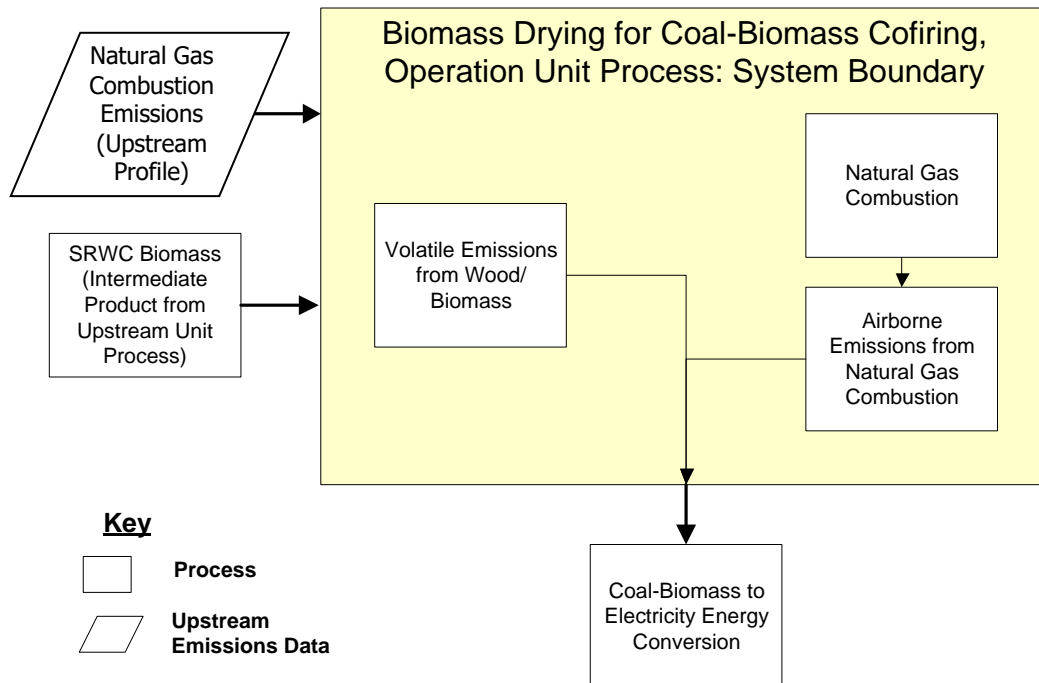 Natural Gas
Combustion
Emissions
(Upstream
Profile)
Biomass Drying for Coal-Biomass Cofiring,
Operation Unit Process: System Boundary
Natural Gas
Combustion
SRWC Biomass
(Intermediate
Product from
Upstream Unit
Process)
Volatile Emissions
from Wood/
Biomass
Airborne
Emissions from
Natural Gas
Combustion
Key
Process
Upstream
Emissions Data
Coal-Biomass to
Electricity Energy
Conversion